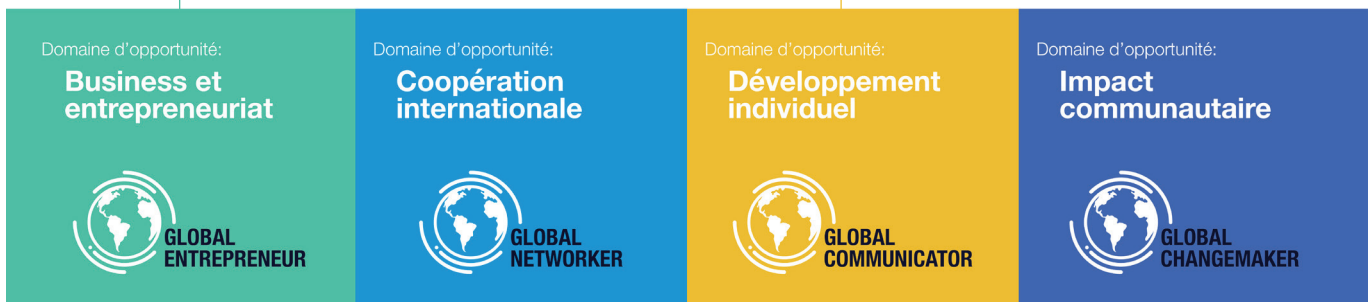 Domaine d'opportunité:
Business et
entrepreneuriat
GLOBAL
ENTREPRENEUR
Domaine d'opportunité:
Coopération
internationale
GLOBAL
NETWORKER
Domaine d'opportunité:
Développement
individuel
GLOBAL
COMMUNICATOR
Domaine d'opportunité:
Impact
communautaire
GLOBAL
CHANGEMAKER